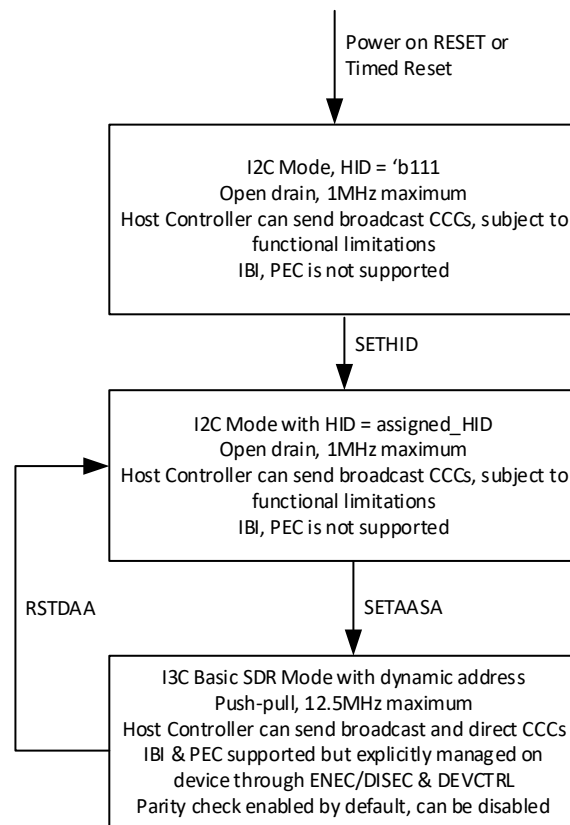 Power on RESET or
Timed Reset
I2C Mode, HID = ‘b111
Open drain, 1MHz maximum
Host Controller can send broadcast CCCs, subject to
functional limitations
IBI, PEC is not supported
SETHID
I2C Mode with HID = assigned_HID
Open drain, 1MHz maximum
Host Controller can send broadcast CCCs, subject to
functional limitations
IBI, PEC is not supported
RSTDAA
SETAASA
I3C Basic SDR Mode with dynamic address
Push-pull, 12.5MHz maximum
Host Controller can send broadcast and direct CCCs
IBI & PEC supported but explicitly managed on
device through ENEC/DISEC & DEVCTRL
Parity check enabled by default, can be disabled